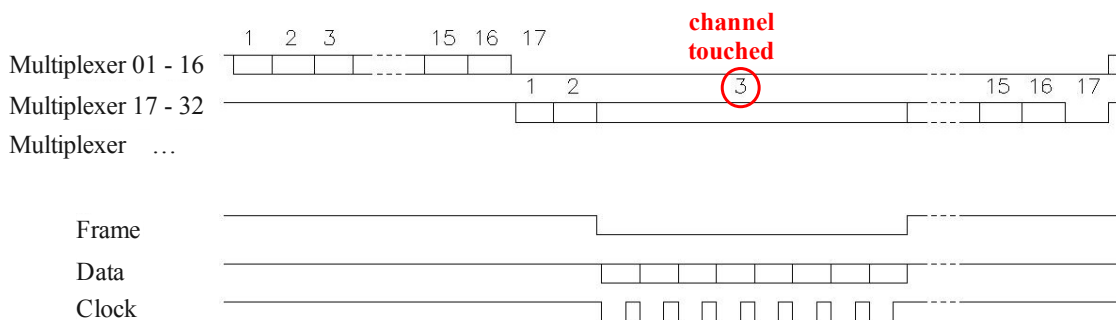 channel
touched
1 2 3 15 16 17
Multiplexer 01 - 16
1 2 3 15 16 17
Multiplexer 17 - 32
Multiplexer …
Frame
Data
Clock